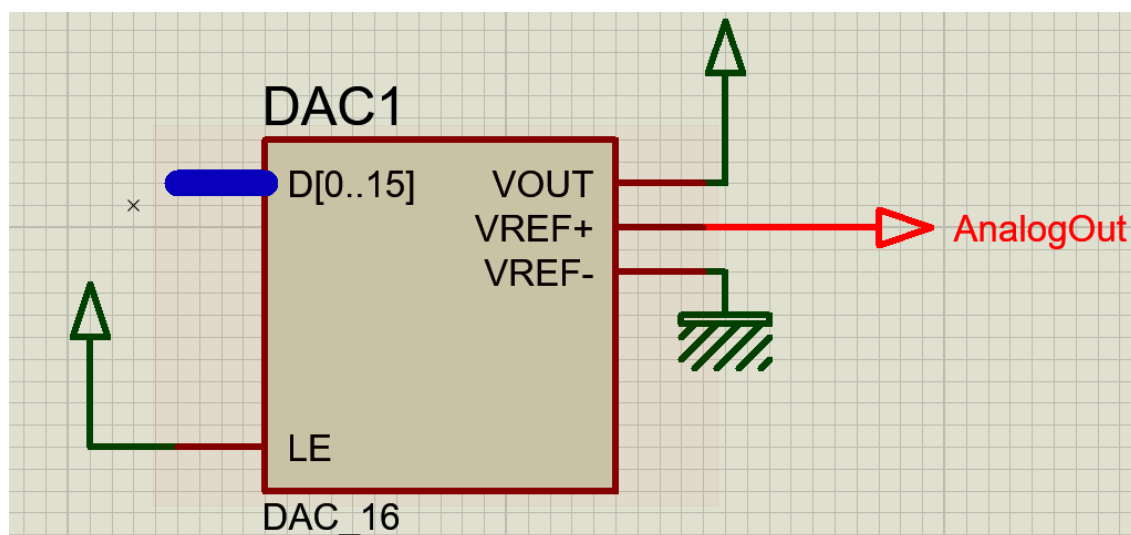 DAC1
D[0..15]
VOUT
VREF+
AnalogOut
VREF-
LE
DAC_16